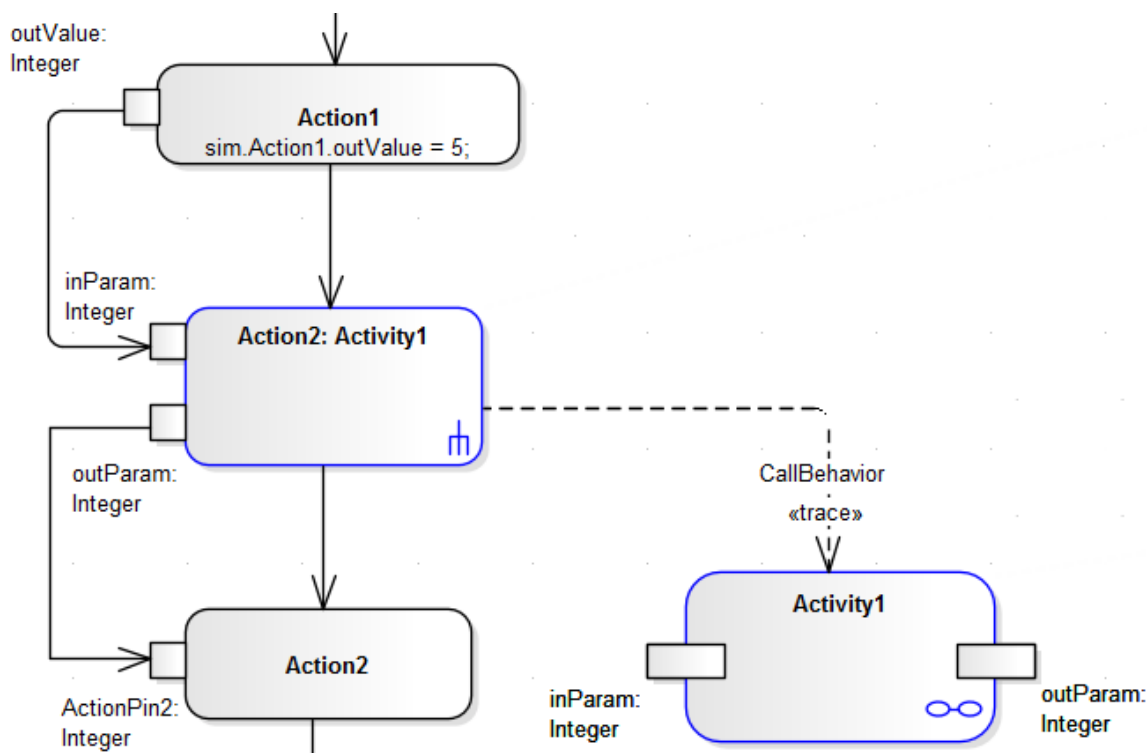 outValue:
Integer
Action1
sim.Action1.outValue = 5;
inParam:
Integer
Action2: Activity1
outParam:
Integer
CallBehavior
«trace»
Activity1
Action2
inParam:
Integer
outParam:
Integer
ActionPin2:
Integer